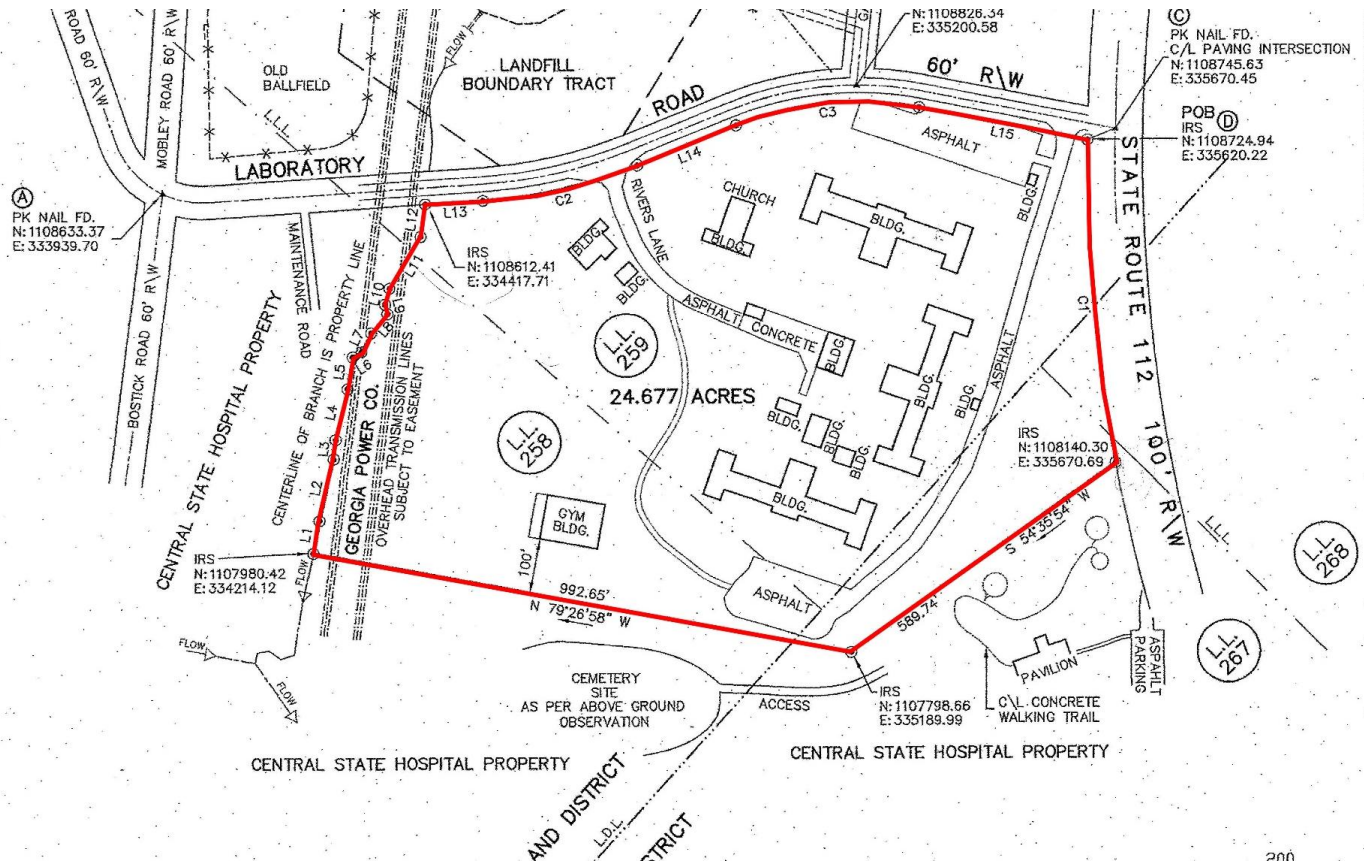 ROAD 60' R\W
MOBLEY ROAD 60' R\W
OLD
BALLFIELD
L.L.L.
FLOW
LANDFILL
BOUNDARY TRACT
N: 1108826.34
E: 335200.58
60' R\W
C
PK NAIL FD.
C/L PAVING INTERSECTION
N: 1108745.63
E: 335670.45
POB D
IRS
N: 1108724.94
E: 335620.22
LABORATORY
ROAD
A
PK NAIL FD.
N: 1108633.37
E: 333939.70
BOSTICK ROAD 60' R\W
MAINTENANCE ROAD
L12
L13
C2
L14
C3
L15
ASPHALT
BLDG.
CHURCH
BLDG.
BLDG.
RIVERS LANE
BLDG.
BLDG.
IRS
N: 1108612.41
E: 334417.71
L11
L10
L9
L8
L7
L6
L5
L4
L3
L2
L1
CENTERLINE OF BRANCH IS PROPERTY LINE
CENTRAL STATE HOSPITAL PROPERTY
GEORGIA POWER CO.
OVERHEAD TRANSMISSION LINES
SUBJECT TO EASEMENT
L.L.
259
ASPHALT
CONCRETE
BLDG.
24.677 ACRES
BLDG.
BLDG.
BLDG.
BLDG.
BLDG.
BLDG.
ASPHALT
C1
STATE ROUTE 112 100' R\W
L.L.
258
GYM
BLDG.
100'
IRS
N: 1108140.30
E: 335670.69
S 54°35'54" W
589.74'
L.L.L.
L.L.
268
L.L.
267
IRS
N: 1107980.42
E: 334214.12
FLOW
FLOW
FLOW
992.65'
N 79°26'58" W
ASPHALT
CEMETERY
SITE
AS PER ABOVE GROUND
OBSERVATION
ACCESS
IRS
N: 1107798.66
E: 335189.99
PAVILION
C\L CONCRETE
WALKING TRAIL
ASPAHLT
PARKING
CENTRAL STATE HOSPITAL PROPERTY
CENTRAL STATE HOSPITAL PROPERTY
AND DISTRICT
L.D.L.
STRICT
200